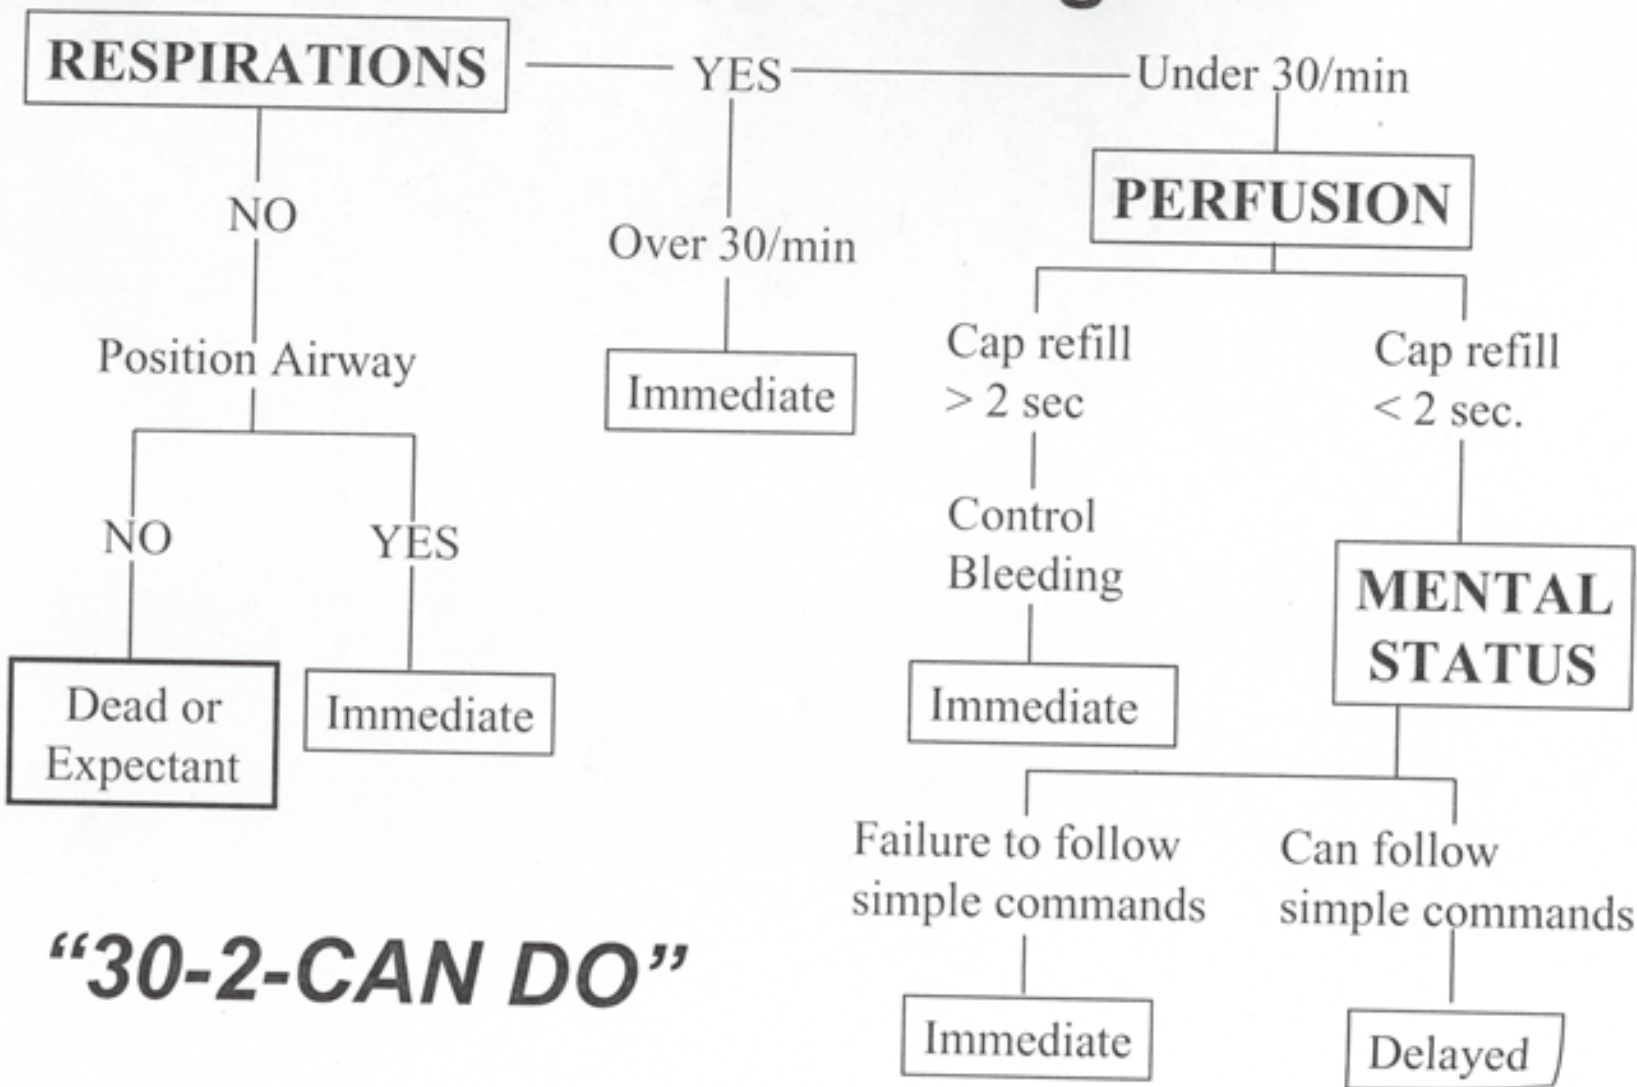 RESPIRATIONS
YES
Under 30/min
NO
Over 30/min
PERFUSION
Position Airway
Immediate
Cap refill
> 2 sec
Cap refill
< 2 sec.
NO
YES
Control
Bleeding
MENTAL
STATUS
Dead or
Expectant
Immediate
Immediate
Failure to follow
simple commands
Can follow
simple commands
“30-2-CAN DO”
Immediate
Delayed